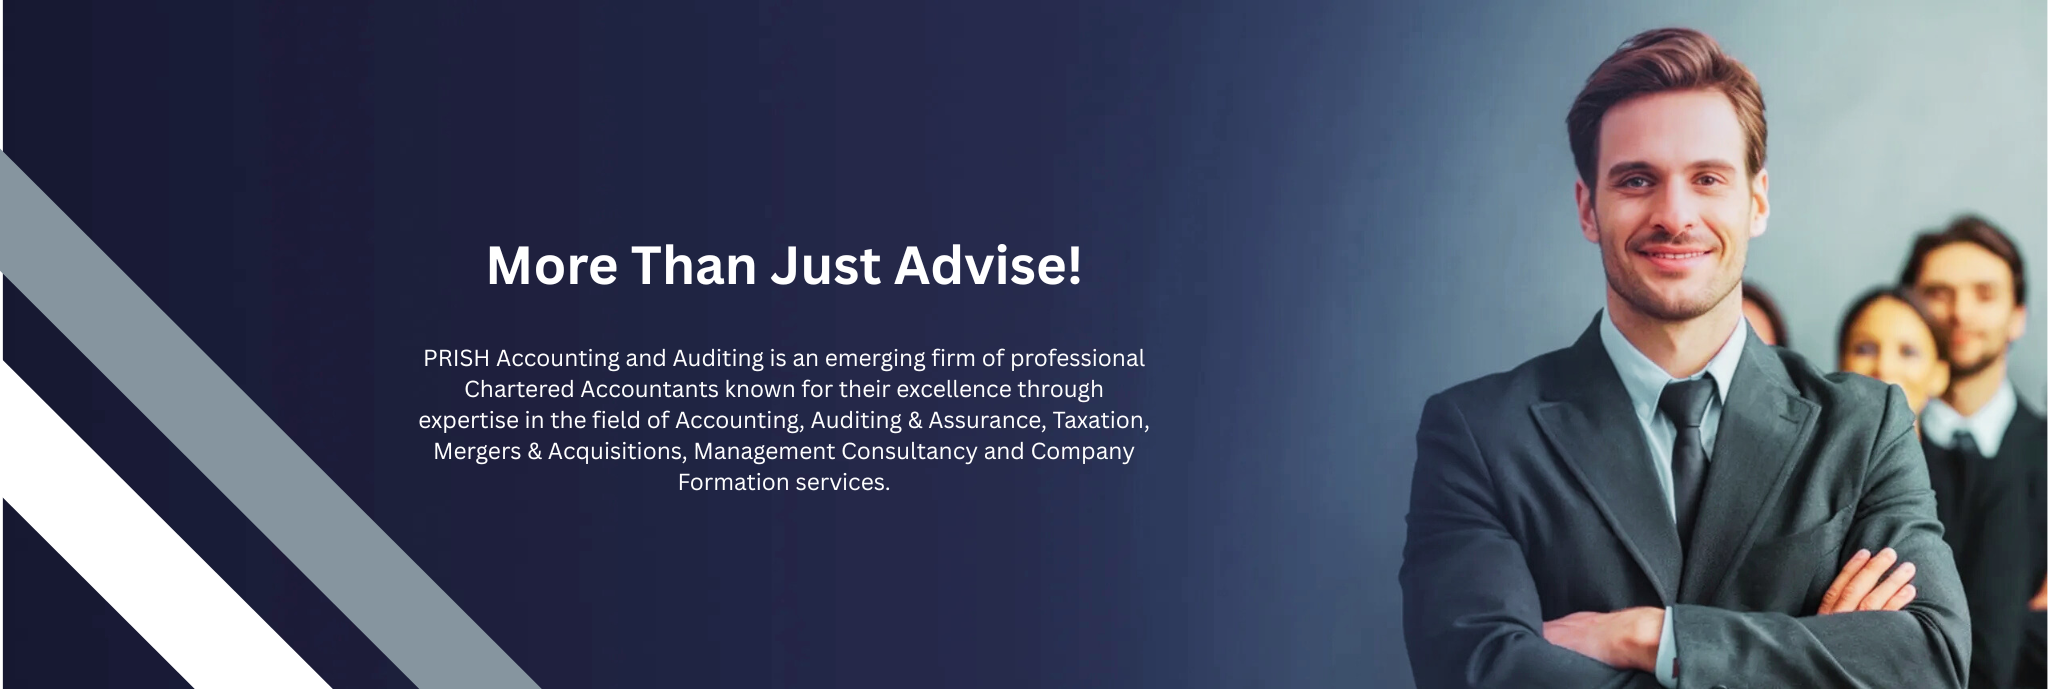 More Than Just Advise!
PRISH Accounting and Auditing is an emerging firm of professional
Chartered Accountants known for their excellence through
expertise in the field of Accounting, Auditing & Assurance, Taxation,
Mergers & Acquisitions, Management Consultancy and Company
Formation services.